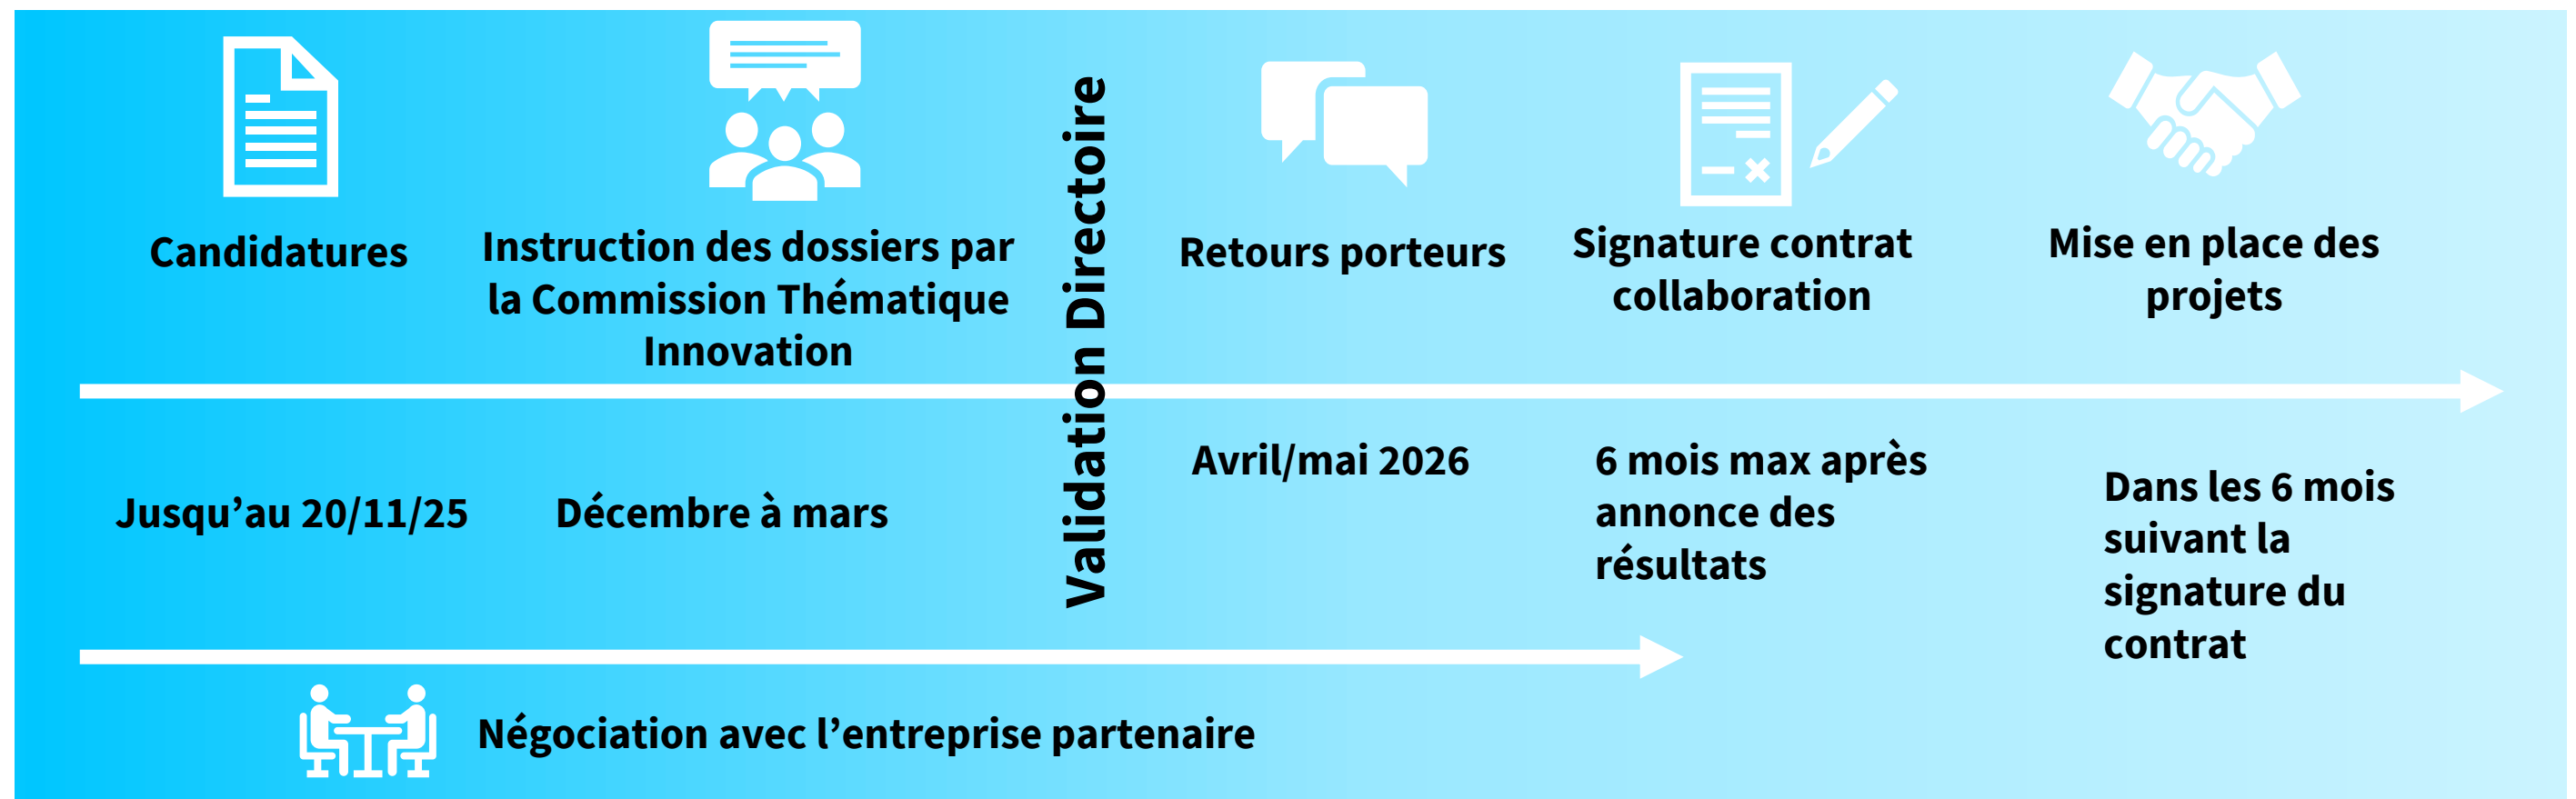 Candidatures
Instruction des dossiers par
la Commission Thématique
Innovation
Validation Directoire
Retours porteurs
Signature contrat
collaboration
Mise en place des
projets
Jusqu’au 20/11/25
Décembre à mars
Avril/mai 2026
6 mois max après
annonce des
résultats
Dans les 6 mois
suivant la
signature du
contrat
Négociation avec l’entreprise partenaire